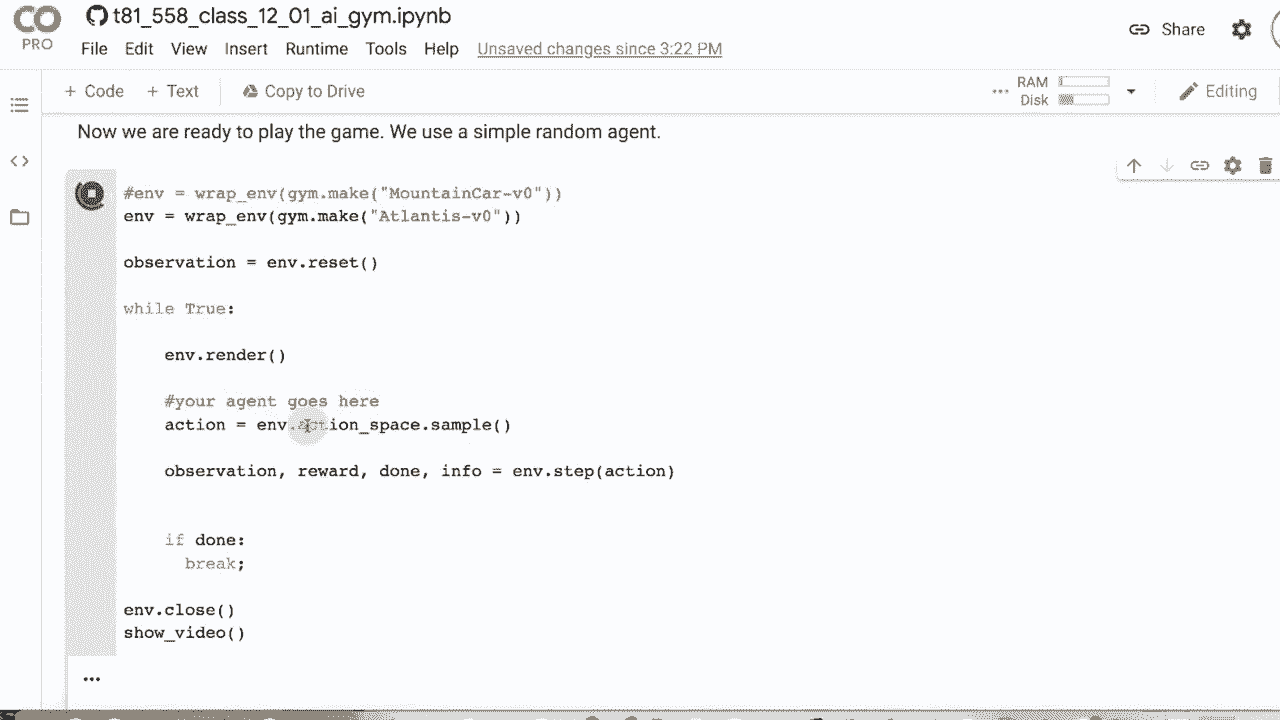 CO
PRO
t81_558_class_12_01_ai_gym.ipynb
File Edit View Insert Runtime Tools Help Unsaved changes since 3:22 PM
Share
+ Code + Text Copy to Drive
RAM
Disk
Editing
Now we are ready to play the game. We use a simple random agent.
#env = wrap_env(gym.make("MountainCar-v0"))
env = wrap_env(gym.make("Atlantis-v0"))
observation = env.reset()
while True:
env.render()
#your agent goes here
action = env.action_space.sample()
observation, reward, done, info = env.step(action)
if done:
break;
env.close()
show_video()